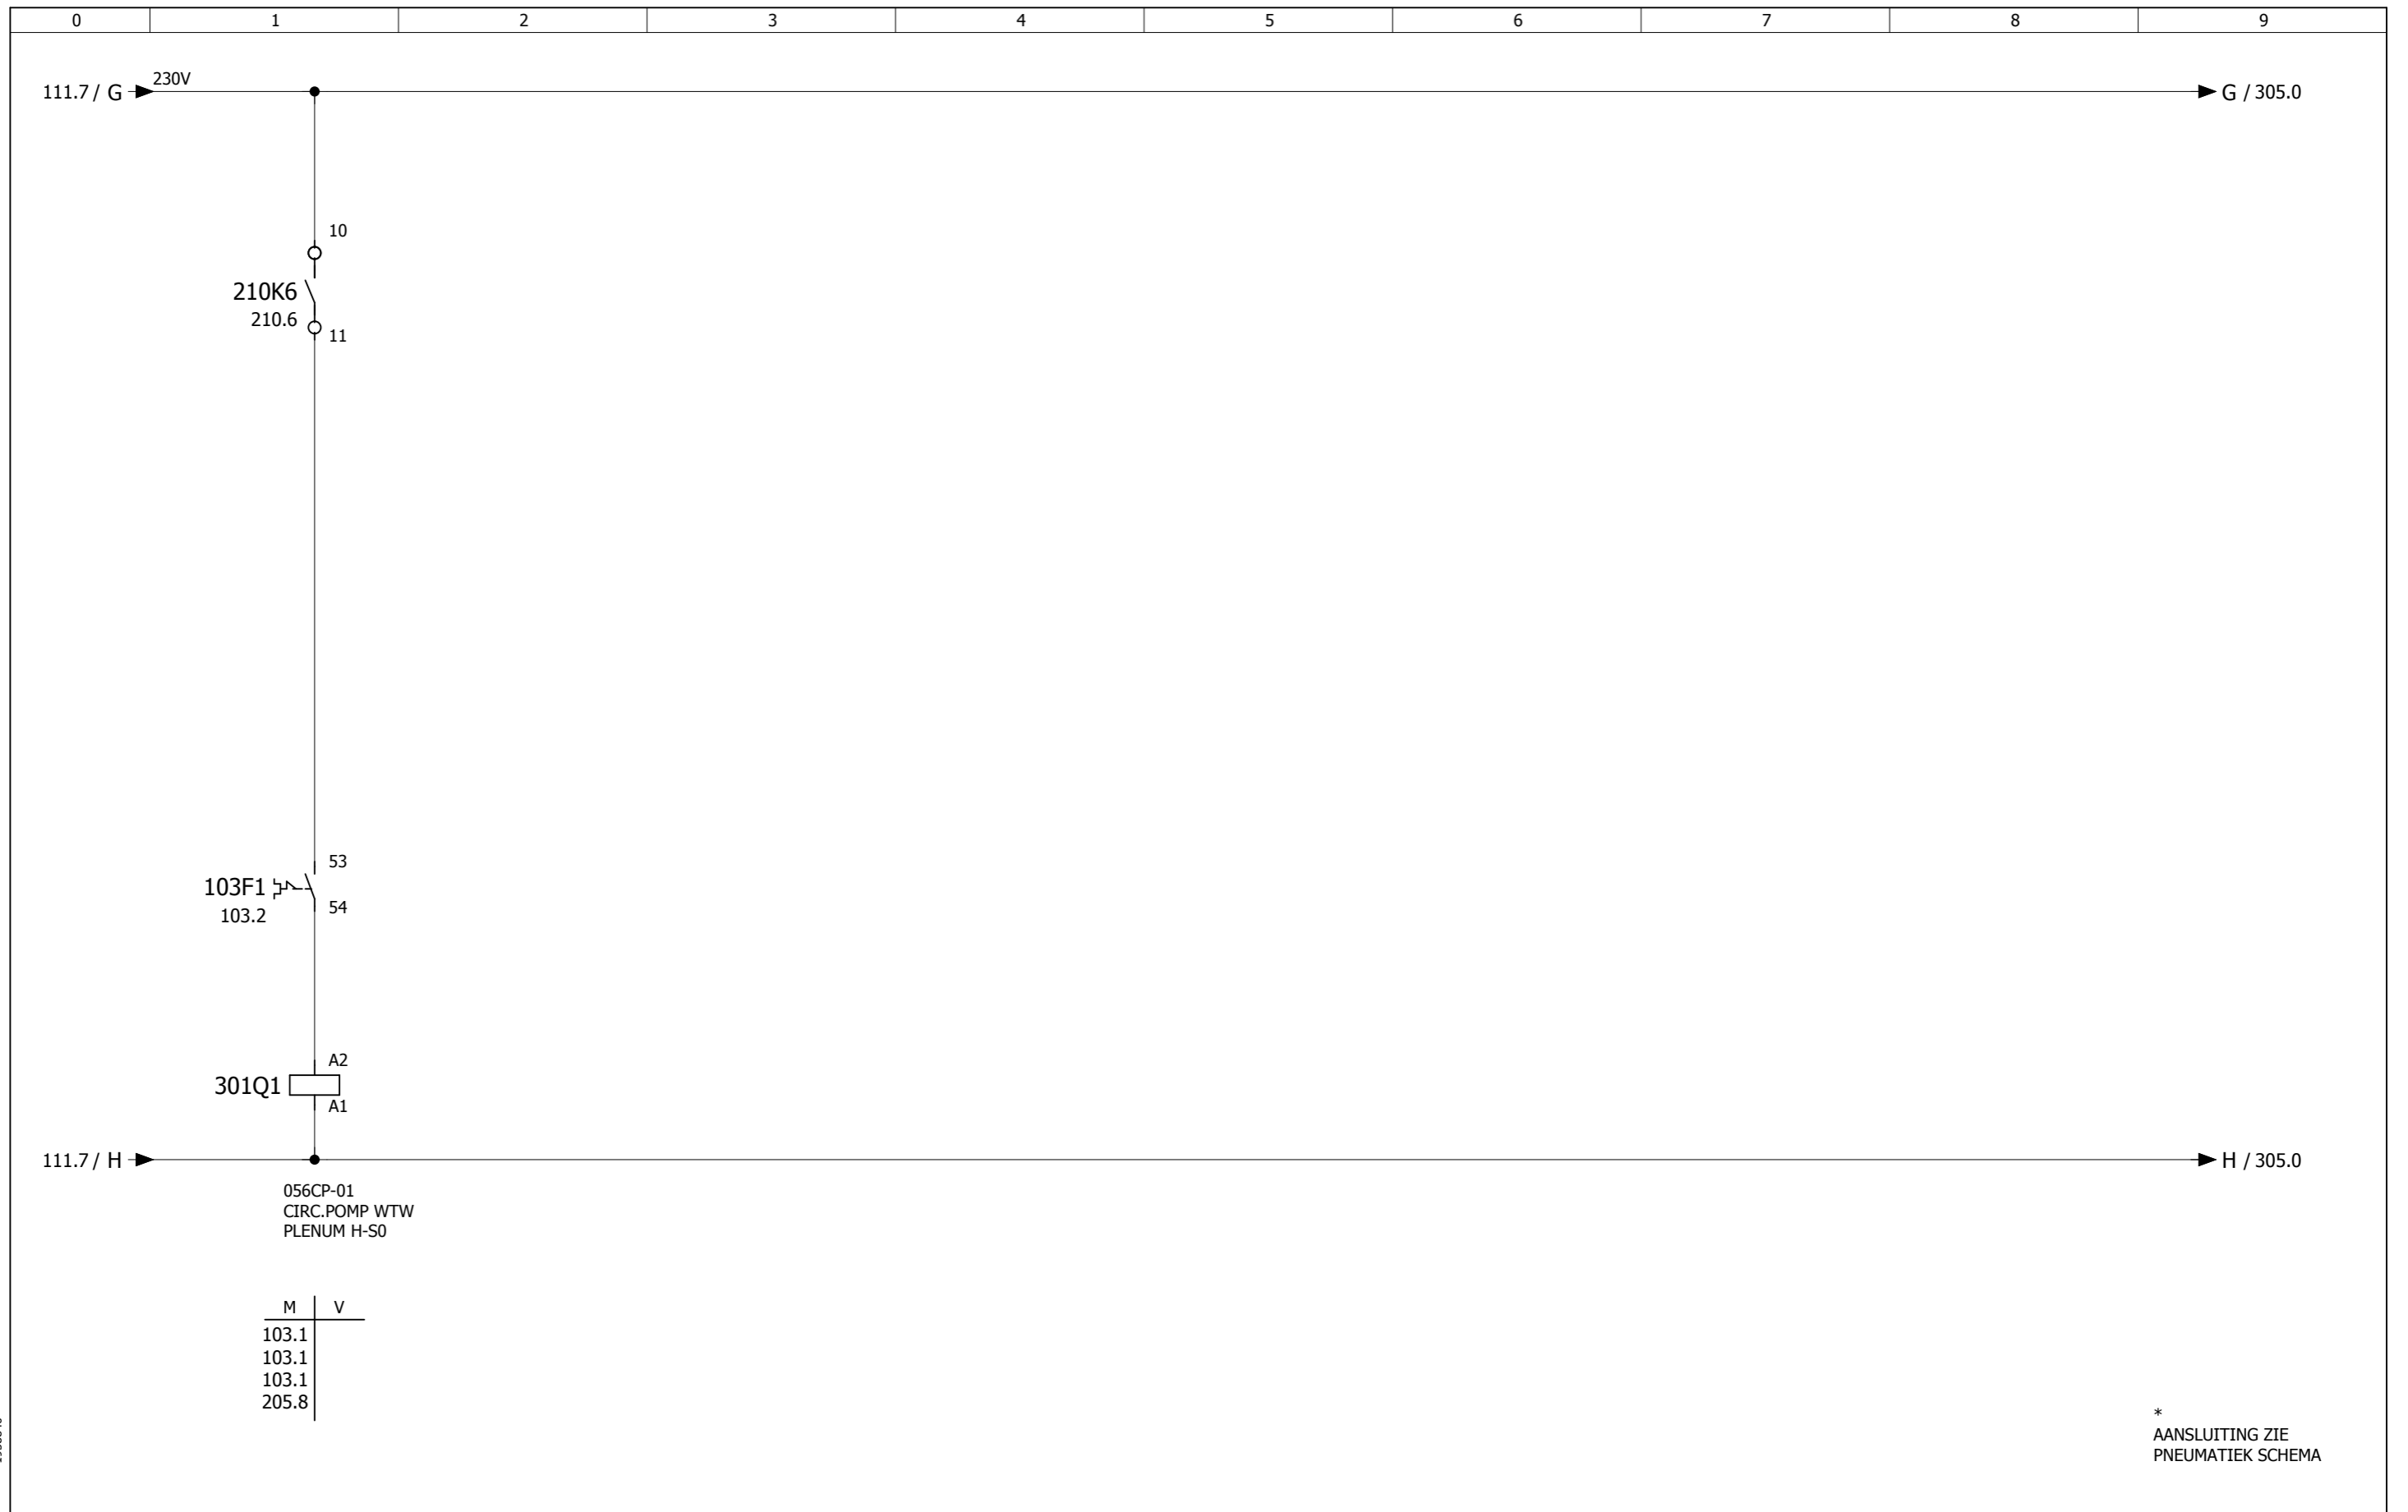 0 1 2 3 4 5 6 7 8 9
230V
111.7 / G
G / 305.0
10
210K6
210.6
11
53
103F1
103.2
54
A2
301Q1
A1
111.7 / H
H / 305.0
056CP-01
CIRC.POMP WTW
PLENUM H-S0
M V
103.1
103.1
103.1
205.8
*
AANSLUITING ZIE
PNEUMATIEK SCHEMA